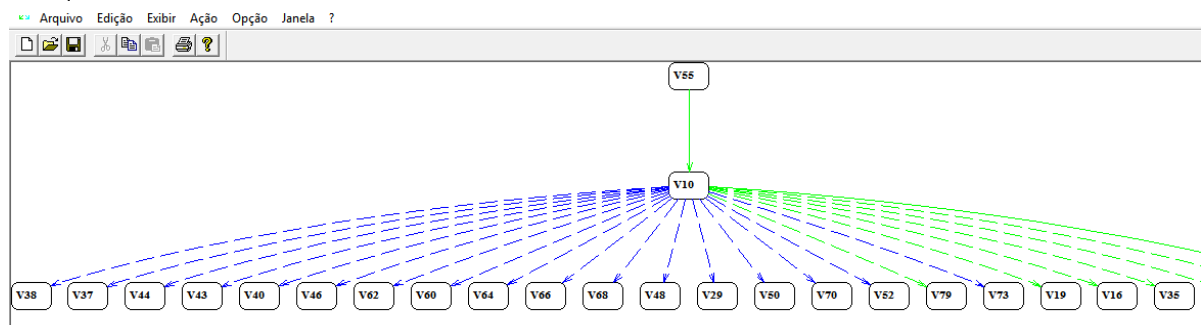 Arquivo Edição Exibir Ação Opção Janela ?
V55
V10
V38 V37 V44 V43 V40 V46 V62 V60 V64 V66 V68 V48 V29 V50 V70 V52 V79 V73 V19 V16 V35